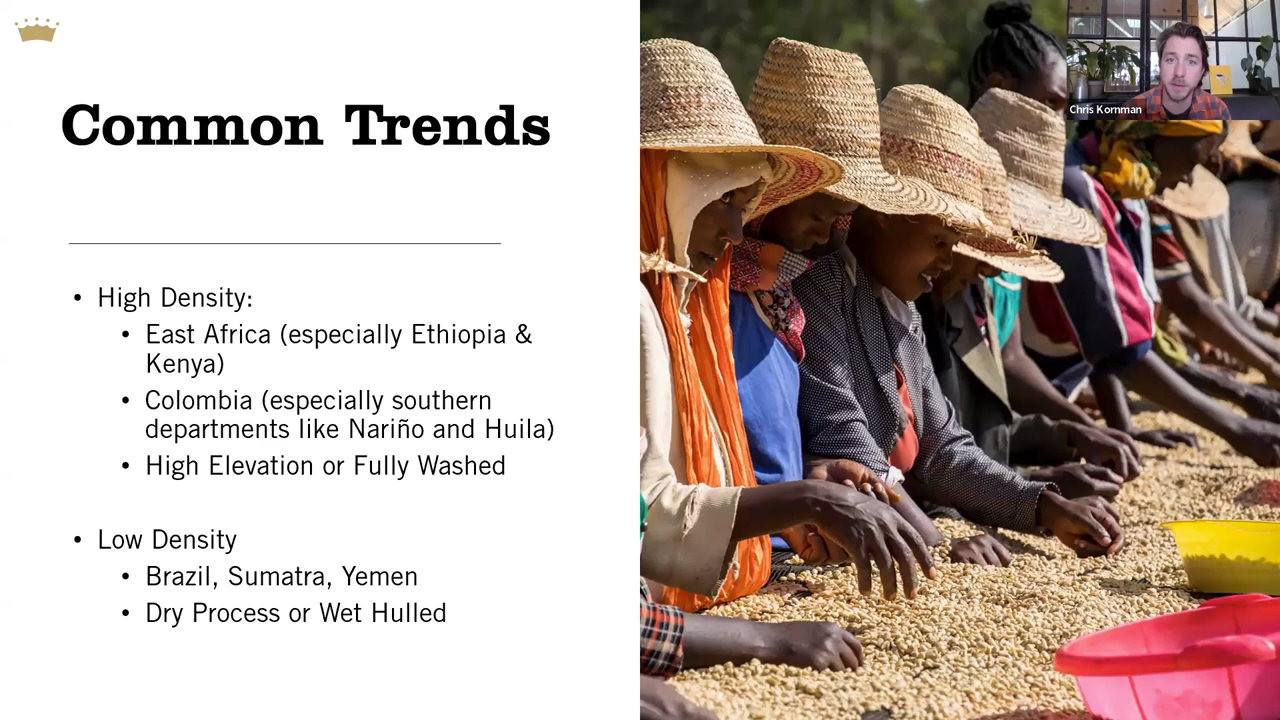 Common Trends
• High Density:
• East Africa (especially Ethiopia &
Kenya)
• Colombia (especially southern
departments like Nariño and Huila)
• High Elevation or Fully Washed
• Low Density
• Brazil, Sumatra, Yemen
• Dry Process or Wet Hulled
Chris Kornman